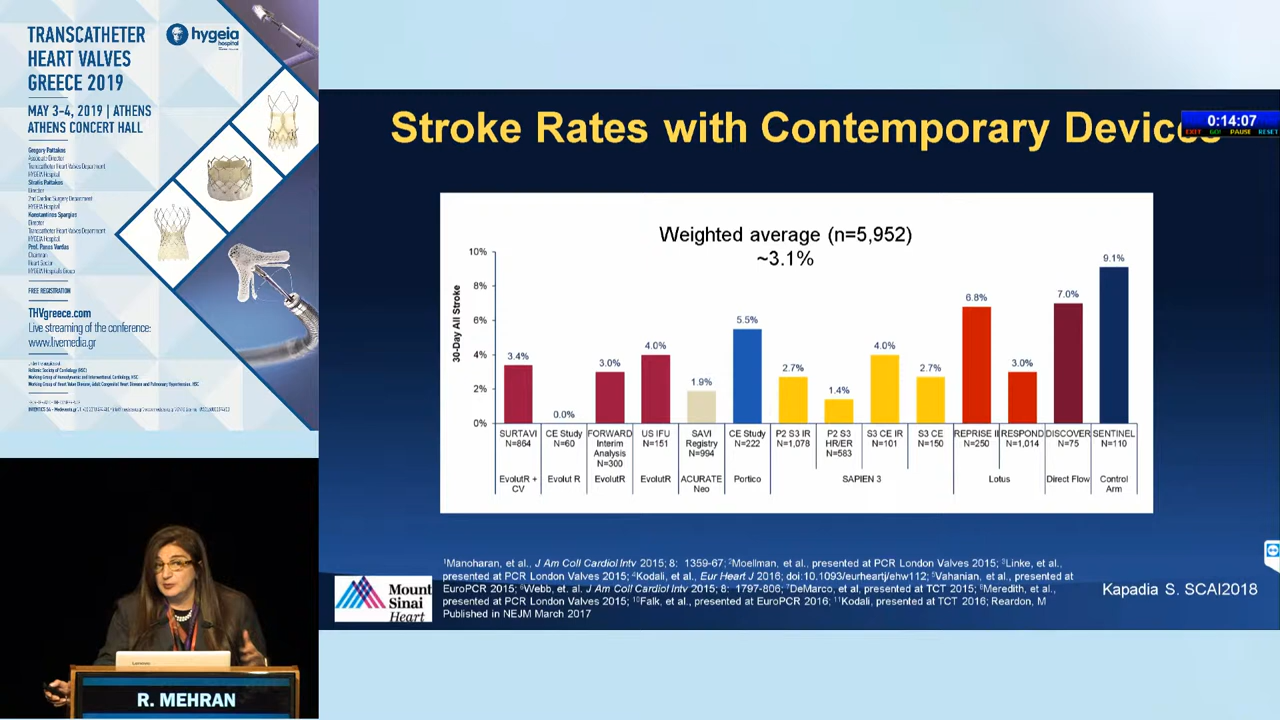 TRANSCATHETER
HEART VALVES
GREECE 2019
hygeia
hospital
MAY 3-4, 2019 | ATHENS
ATHENS CONCERT HALL
Gregory Pattakos
Associate Director
Transcatheter Heart Valves Department
HYGEIA Hospital
Stratis Pattakos
Director
2nd Cardiac Surgery Department
HYGEIA Hospital
Konstantinos Spargias
Director
Transcatheter Heart Valves Department
HYGEIA Hospital
Prof. Panos Vardas
Chairman
Heart Sector
HYGEIA Hospitals Group
FREE REGISTRATION
THVgreece.com
Live streaming of the conference:
www.livemedia.gr
R. MEHRAN
Lenovo
Stroke Rates with Contemporary Devices
0:14:07
EXIT GO! PAUSE RESET
Weighted average (n=5,952)
~3.1%
30-Day All Stroke
10%
8%
6%
4%
2%
0%
3.4%
0.0%
3.0%
4.0%
1.9%
5.5%
2.7%
1.4%
4.0%
2.7%
6.8%
3.0%
7.0%
9.1%
SURTAVI N=864
CE Study N=60
FORWARD Interim Analysis N=300
US IFU N=151
SAVI Registry N=994
CE Study N=222
P2 S3 IR N=1,078
P2 S3 HR/ER N=583
S3 CE IR N=101
S3 CE N=150
REPRISE II N=250
RESPOND N=1,014
DISCOVER N=75
SENTINEL N=110
EvolutR + CV
Evolut R
EvolutR
EvolutR
ACURATE Neo
Portico
SAPIEN 3
Lotus
Direct Flow
Control Arm
Mount
Sinai
Heart
¹Manoharan, et al., J Am Coll Cardiol Intv 2015; 8: 1359-67; ²Moellman, et al., presented at PCR London Valves 2015; ³Linke, et al.,
presented at PCR London Valves 2015; ⁴Kodali, et al., Eur Heart J 2016; doi:10.1093/eurheartj/ehw112; ⁵Vahanian, et al., presented at
EuroPCR 2015; ⁶Webb, et. al. J Am Coll Cardiol Intv 2015; 8: 1797-806; ⁷DeMarco, et al, presented at TCT 2015; ⁸Meredith, et al.,
presented at PCR London Valves 2015; ¹⁰Falk, et al., presented at EuroPCR 2016; ¹¹Kodali, presented at TCT 2016; Reardon, M
Published in NEJM March 2017
Kapadia S. SCAI2018